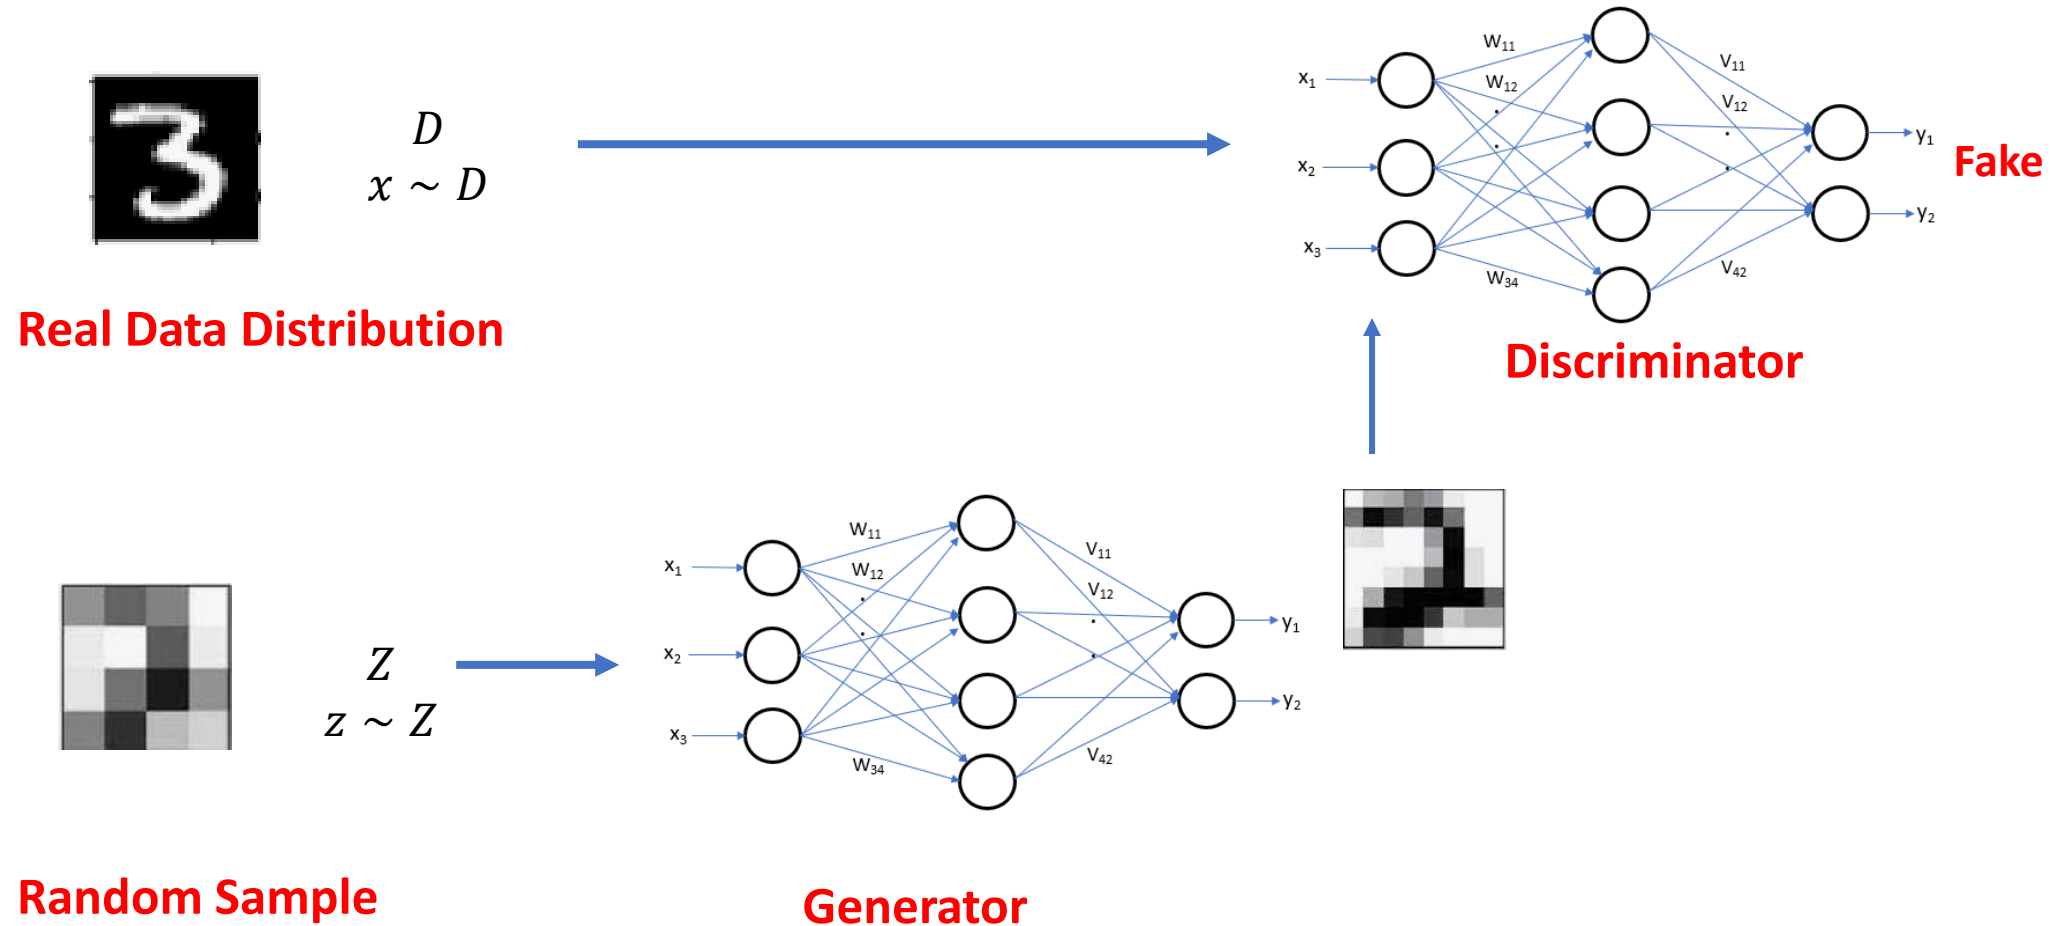 D
x ~ D
Real Data Distribution
x₁
x₂
x₃
W₁₁
W₁₂
W₃₄
V₁₁
V₁₂
V₄₂
y₁
y₂
Fake
Discriminator
Z
z ~ Z
Random Sample
x₁
x₂
x₃
W₁₁
W₁₂
W₃₄
V₁₁
V₁₂
V₄₂
y₁
y₂
Generator
3